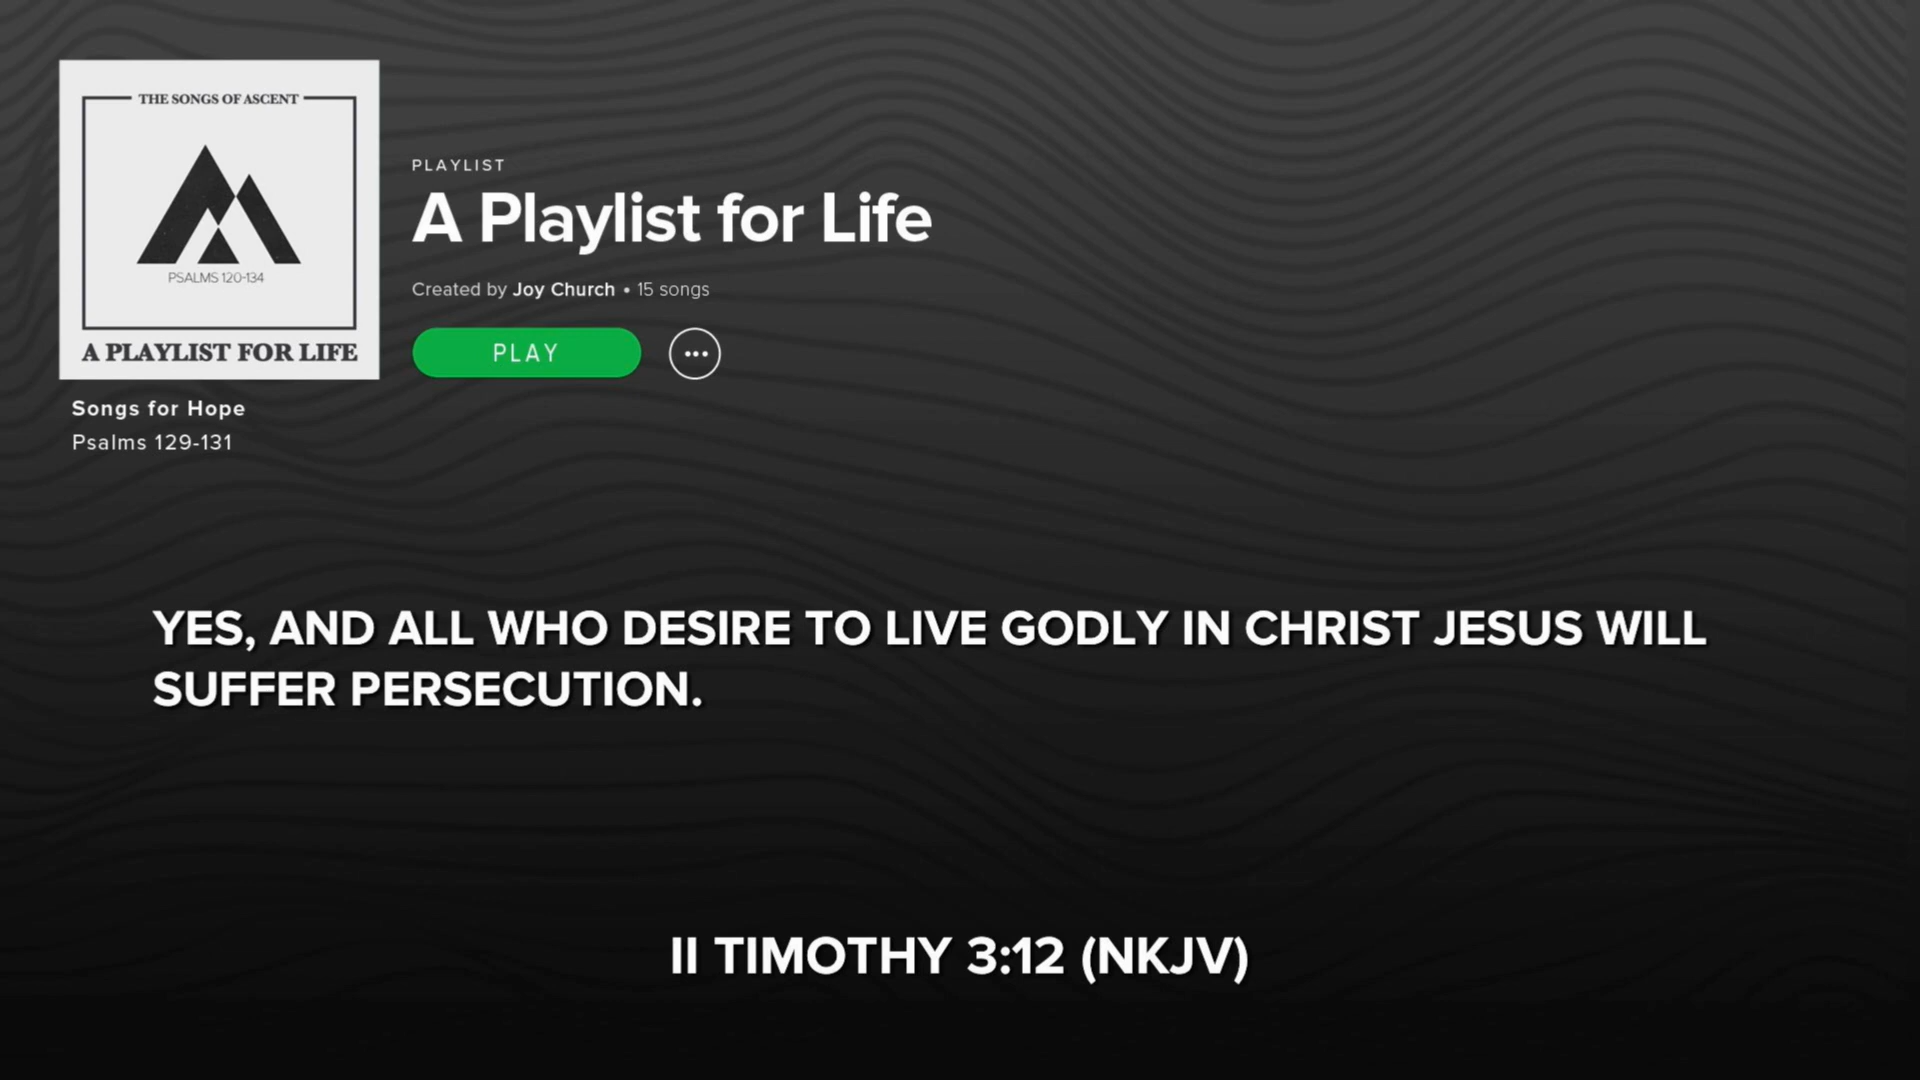 THE SONGS OF ASCENT
PSALMS 120-134
A PLAYLIST FOR LIFE
Songs for Hope
Psalms 129-131
PLAYLIST
A Playlist for Life
Created by Joy Church • 15 songs
PLAY
YES, AND ALL WHO DESIRE TO LIVE GODLY IN CHRIST JESUS WILL
SUFFER PERSECUTION.
II TIMOTHY 3:12 (NKJV)